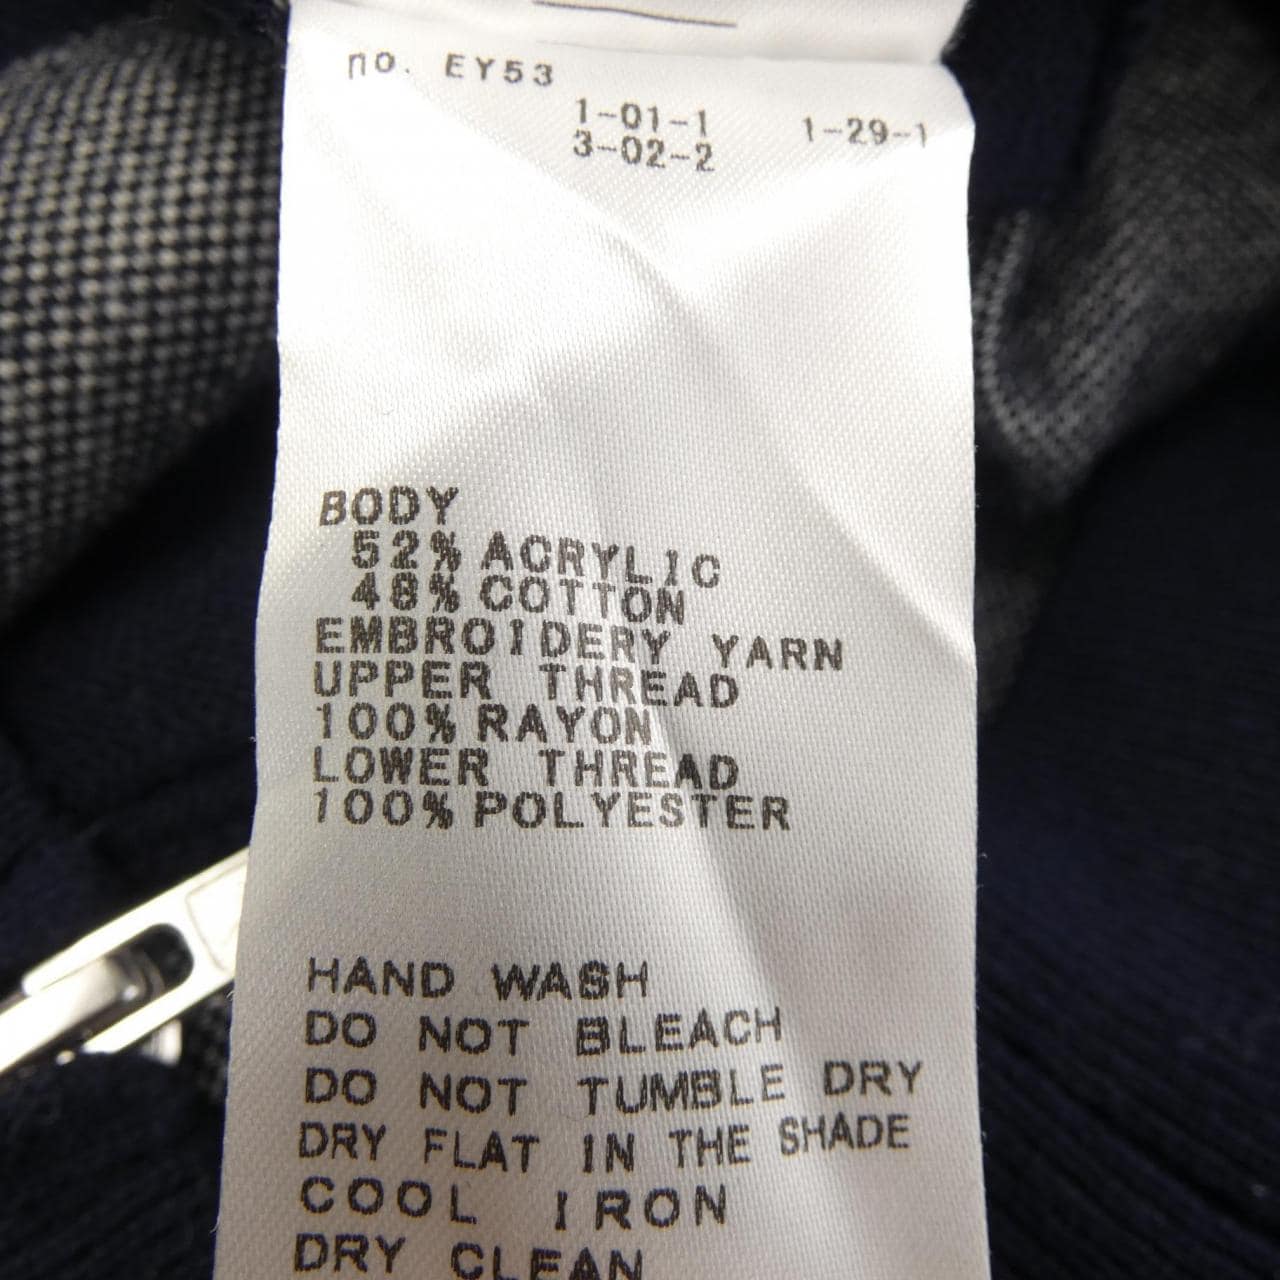 no. EY53
1-01-1 1-29-1
3-02-2
BODY
52% ACRYLIC
48% COTTON
EMBROIDERY YARN
UPPER THREAD
100% RAYON
LOWER THREAD
100% POLYESTER
HAND WASH
DO NOT BLEACH
DO NOT TUMBLE DRY
DRY FLAT IN THE SHADE
COOL IRON
DRY CLEAN